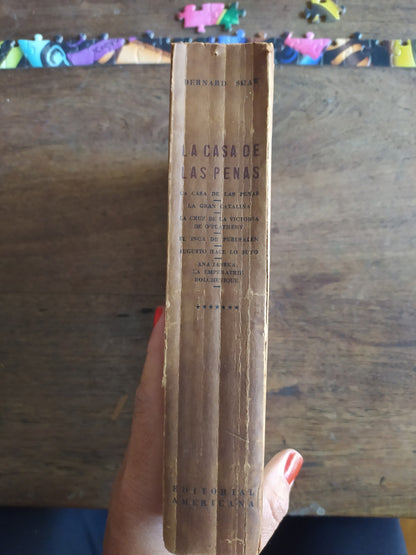 BERNARD SHAW
LA CASA DE
LAS PENAS
LA CASA DE LAS PENAS
LA GRAN CATALINA
LA CRUZ DE LA VICTORIA
DE O'FLATHERY
EL INCA DE PERUSALEN
AUGUSTO HACE LO SUYO
ANA JANSKA,
LA EMPERATRIZ
BOLCHEVIQUE
*******
EDITORIAL
AMERICANA